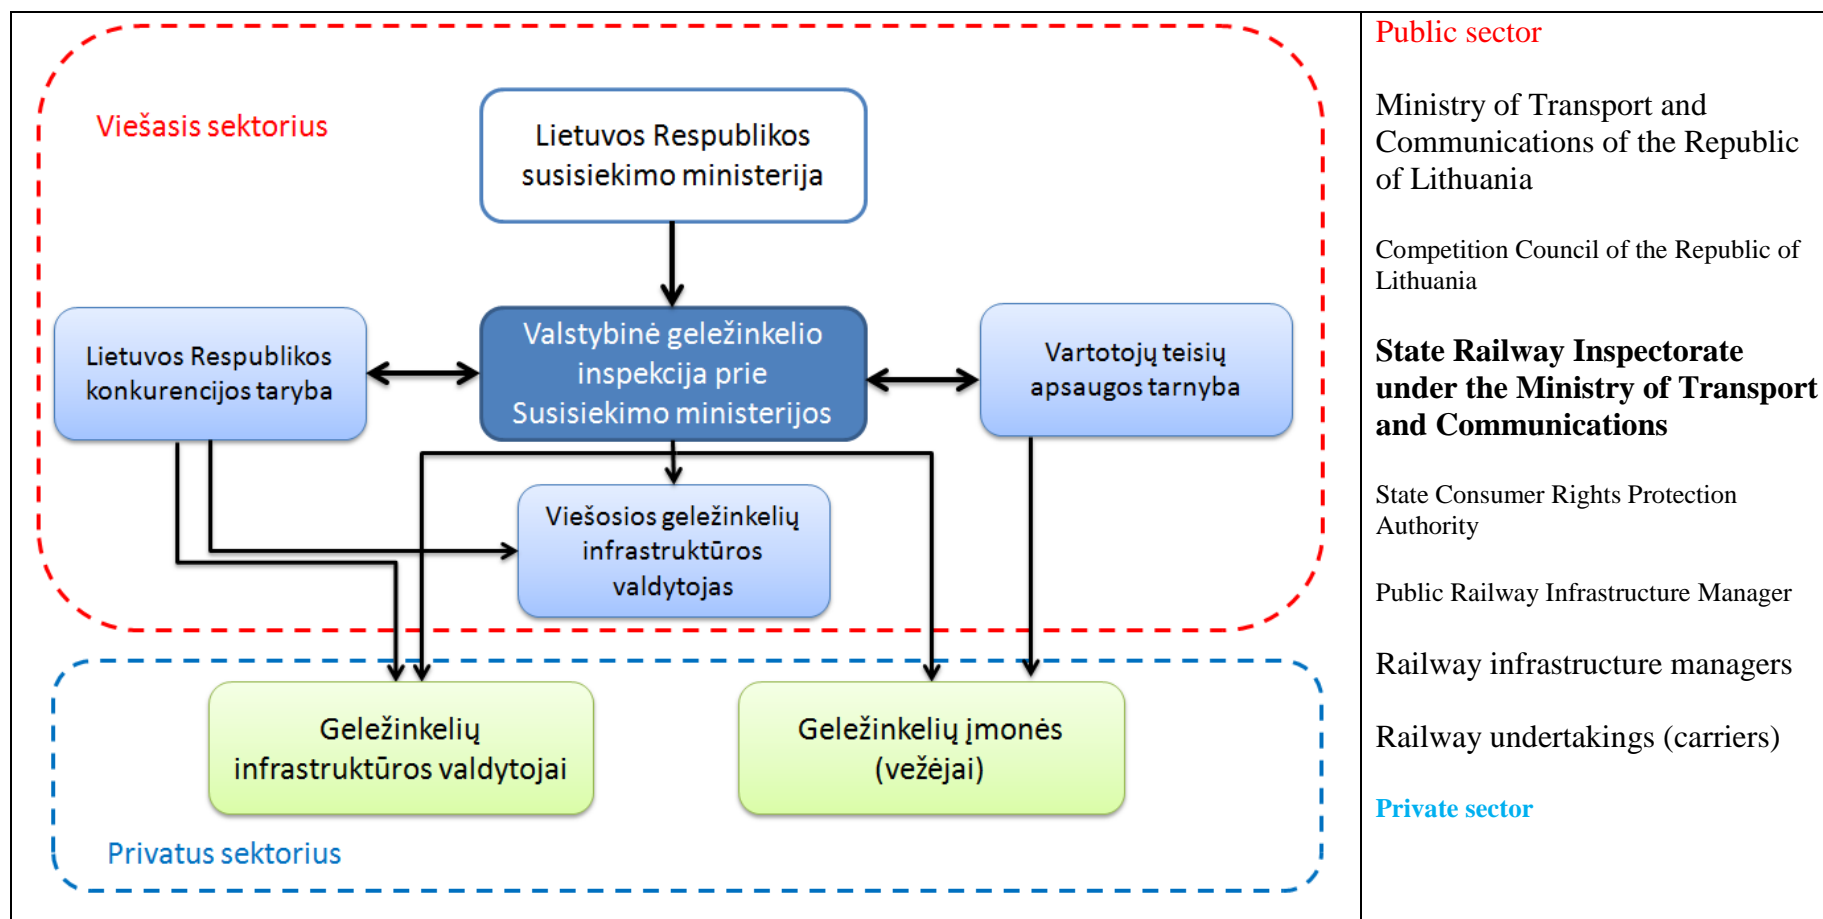 Viešasis sektorius
Lietuvos Respublikos
susisiekimo ministerija
Lietuvos Respublikos
konkurencijos taryba
Valstybinė geležinkelio
inspekcija prie
Susisiekimo ministerijos
Vartotojų teisių
apsaugos tarnyba
Viešosios geležinkelių
infrastruktūros
valdytojas
Geležinkelių
infrastruktūros valdytojai
Geležinkelių įmonės
(vežėjai)
Privatus sektorius
Public sector
Ministry of Transport and
Communications of the Republic
of Lithuania
Competition Council of the Republic of
Lithuania
State Railway Inspectorate
under the Ministry of Transport
and Communications
State Consumer Rights Protection
Authority
Public Railway Infrastructure Manager
Railway infrastructure managers
Railway undertakings (carriers)
Private sector